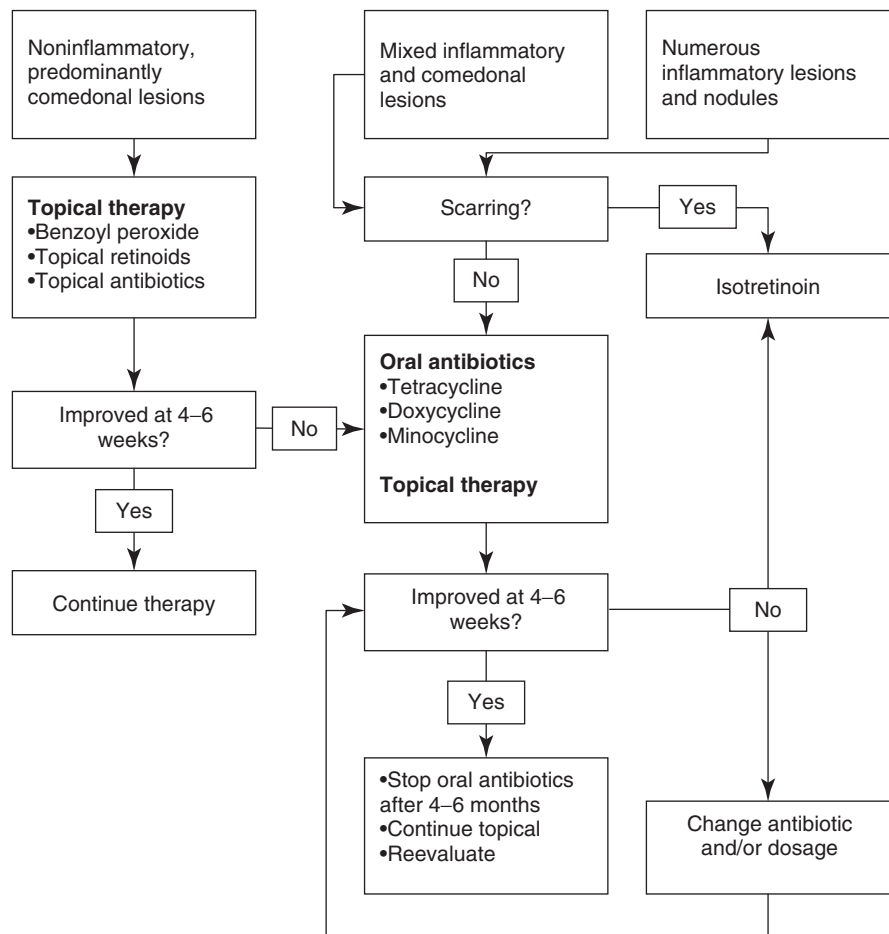 Noninflammatory,
predominantly
comedonal lesions
Mixed inflammatory
and comedonal
lesions
Numerous
inflammatory lesions
and nodules
Topical therapy
•Benzoyl peroxide
•Topical retinoids
•Topical antibiotics
Scarring?
Yes
No
Isotretinoin
Improved at 4–6
weeks?
No
Oral antibiotics
•Tetracycline
•Doxycycline
•Minocycline
Topical therapy
Yes
Continue therapy
Improved at 4–6
weeks?
No
Yes
•Stop oral antibiotics
after 4–6 months
•Continue topical
•Reevaluate
Change antibiotic
and/or dosage